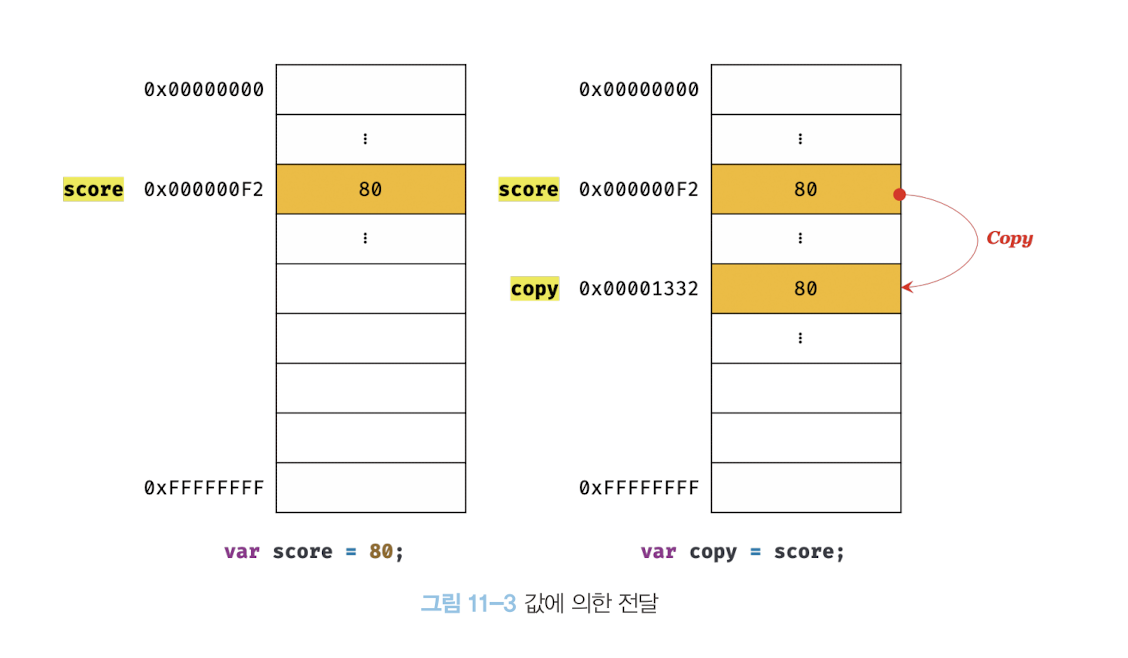 0x00000000
⋮
score 0x000000F2 80
⋮
0xFFFFFFFF
var score = 80;
0x00000000
⋮
score 0x000000F2 80
Copy
⋮
copy 0x00001332 80
⋮
0xFFFFFFFF
var copy = score;
그림 11-3 값에 의한 전달